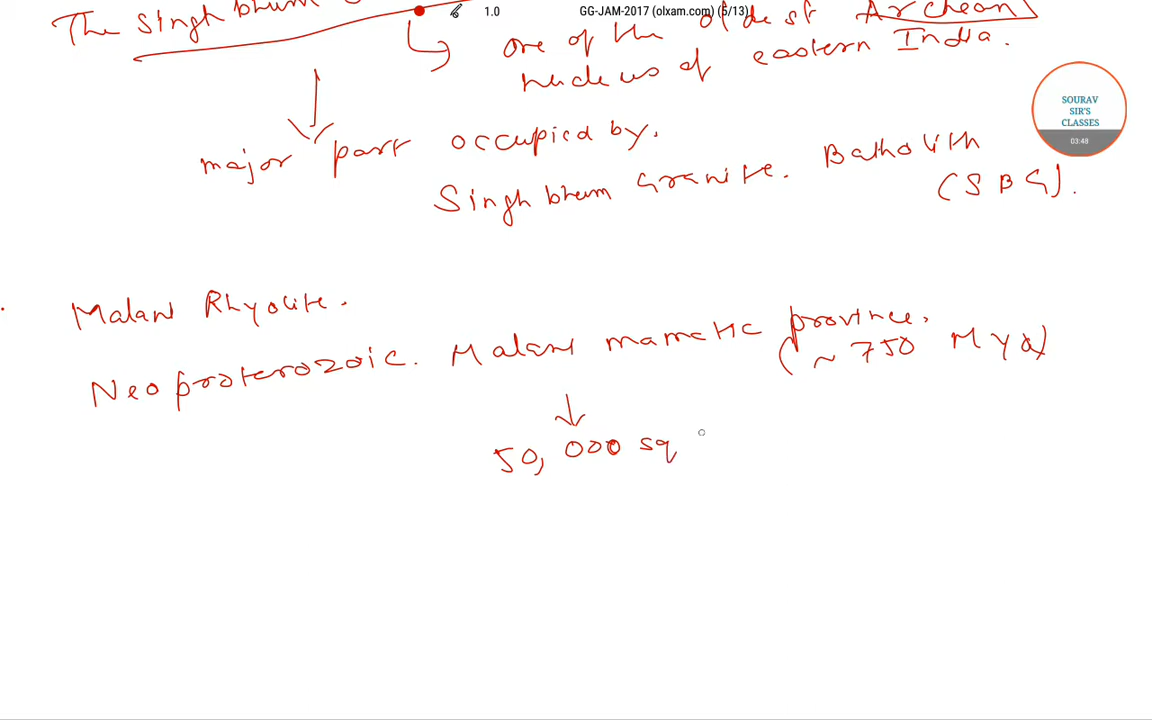 1.0 GG-JAM-2017 (olxam.com) (5/13)
The Singhbhum
one of the oldest Archean
nucleus of eastern India.
SOURAV
SIR'S
CLASSES
03:48
major part occupied by.
Singhbhum Granite. Batholith
(SBG).
Malani Rhyolite.
Neoproterozoic. Malani mamatic province.
(~ 750 Mya)
50,000 sq